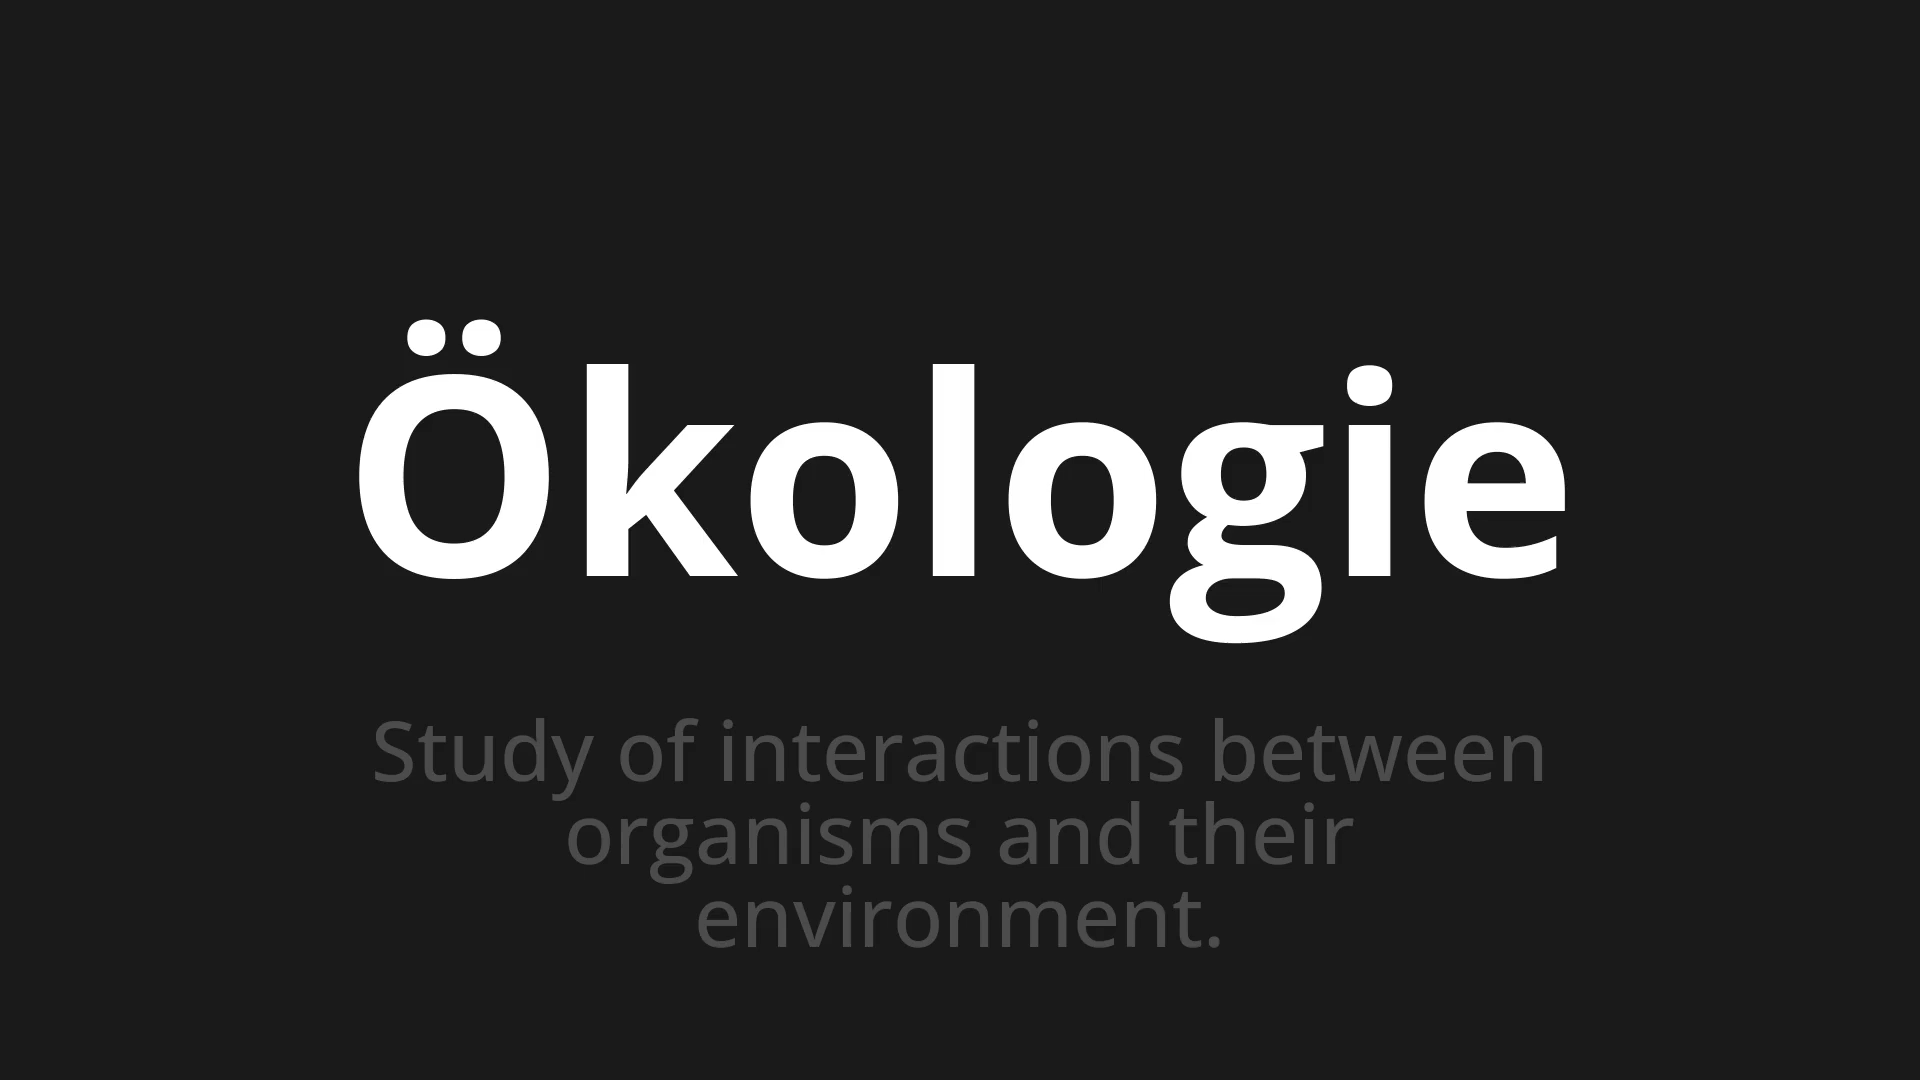 Ökologie
Study of interactions between
organisms and their
environment.